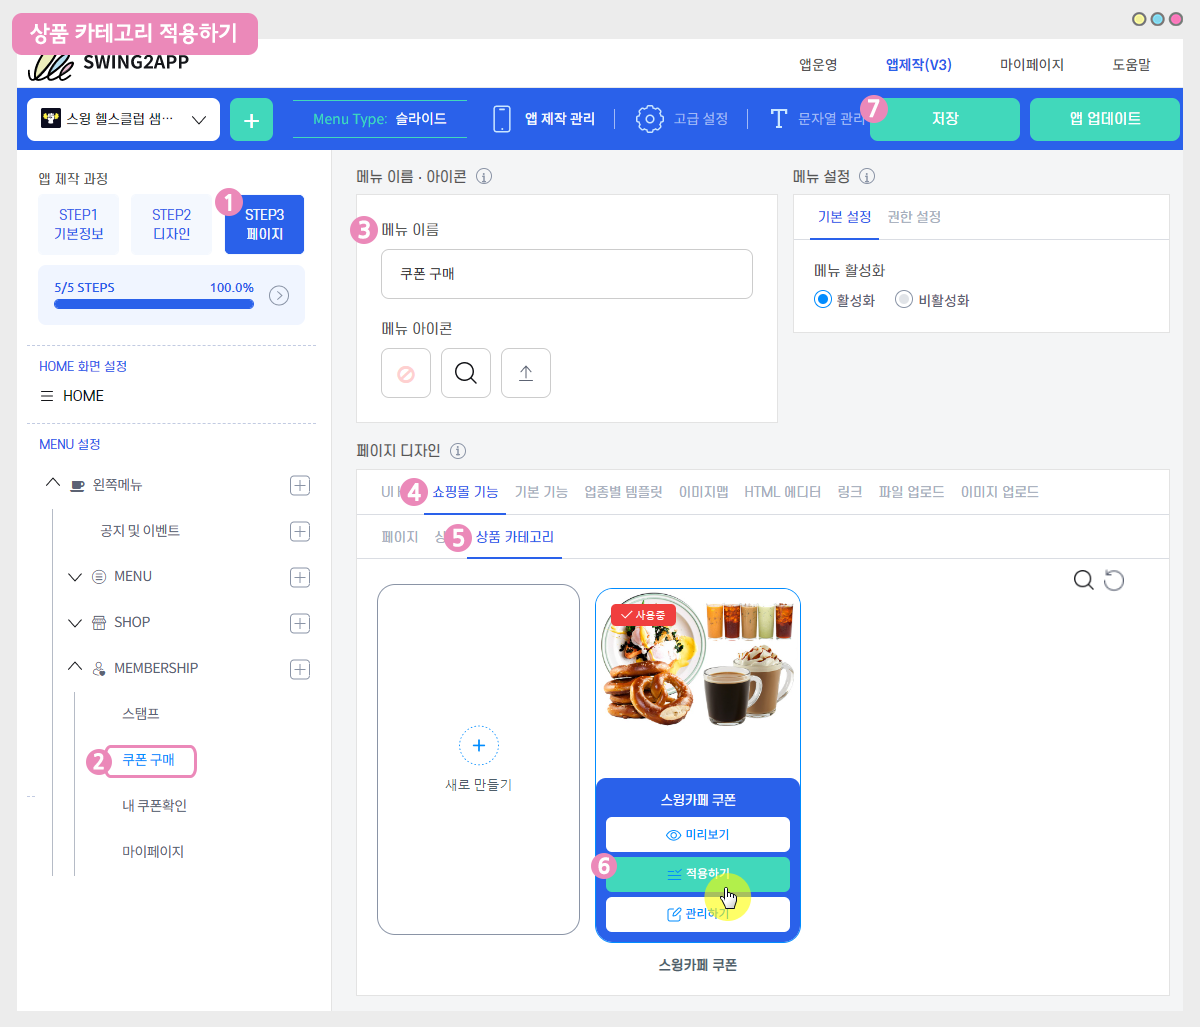 상품 카테고리 적용하기
SWING2APP
앱운영 앱제작(V3) 마이페이지 도움말
스윙 헬스클럽 샘··· + Menu Type: 슬라이드 앱 제작 관리 고급 설정 문자열 관리 7 저장 앱 업데이트
앱 제작 과정
1
STEP1 기본정보
STEP2 디자인
STEP3 페이지
5/5 STEPS 100.0%
HOME 화면 설정
HOME
MENU 설정
왼쪽메뉴
공지 및 이벤트
MENU
SHOP
MEMBERSHIP
스탬프
2 쿠폰 구매
내 쿠폰확인
마이페이지
메뉴 이름 · 아이콘
3 메뉴 이름
쿠폰 구매
메뉴 아이콘
메뉴 설정
기본 설정 권한 설정
메뉴 활성화
활성화 비활성화
페이지 디자인
UI 4 쇼핑몰 기능 기본 기능 업종별 템플릿 이미지맵 HTML 에디터 링크 파일 업로드 이미지 업로드
페이지 5 상품 카테고리
새로 만들기
사용중
스윙카페 쿠폰
미리보기
6 적용하기
관리하기
스윙카페 쿠폰